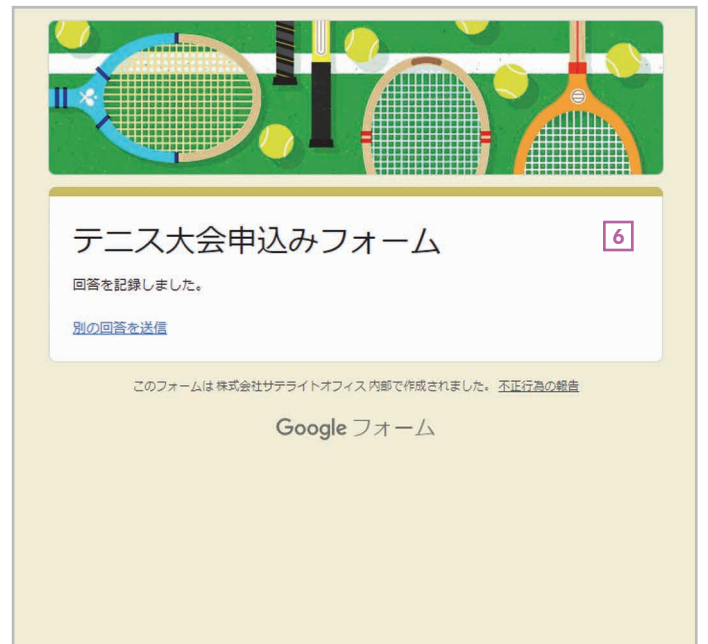 テニス大会申込みフォーム
6
回答を記録しました。
別の回答を送信
このフォームは 株式会社サテライトオフィス 内部で作成されました。 不正行為の報告
Google フォーム